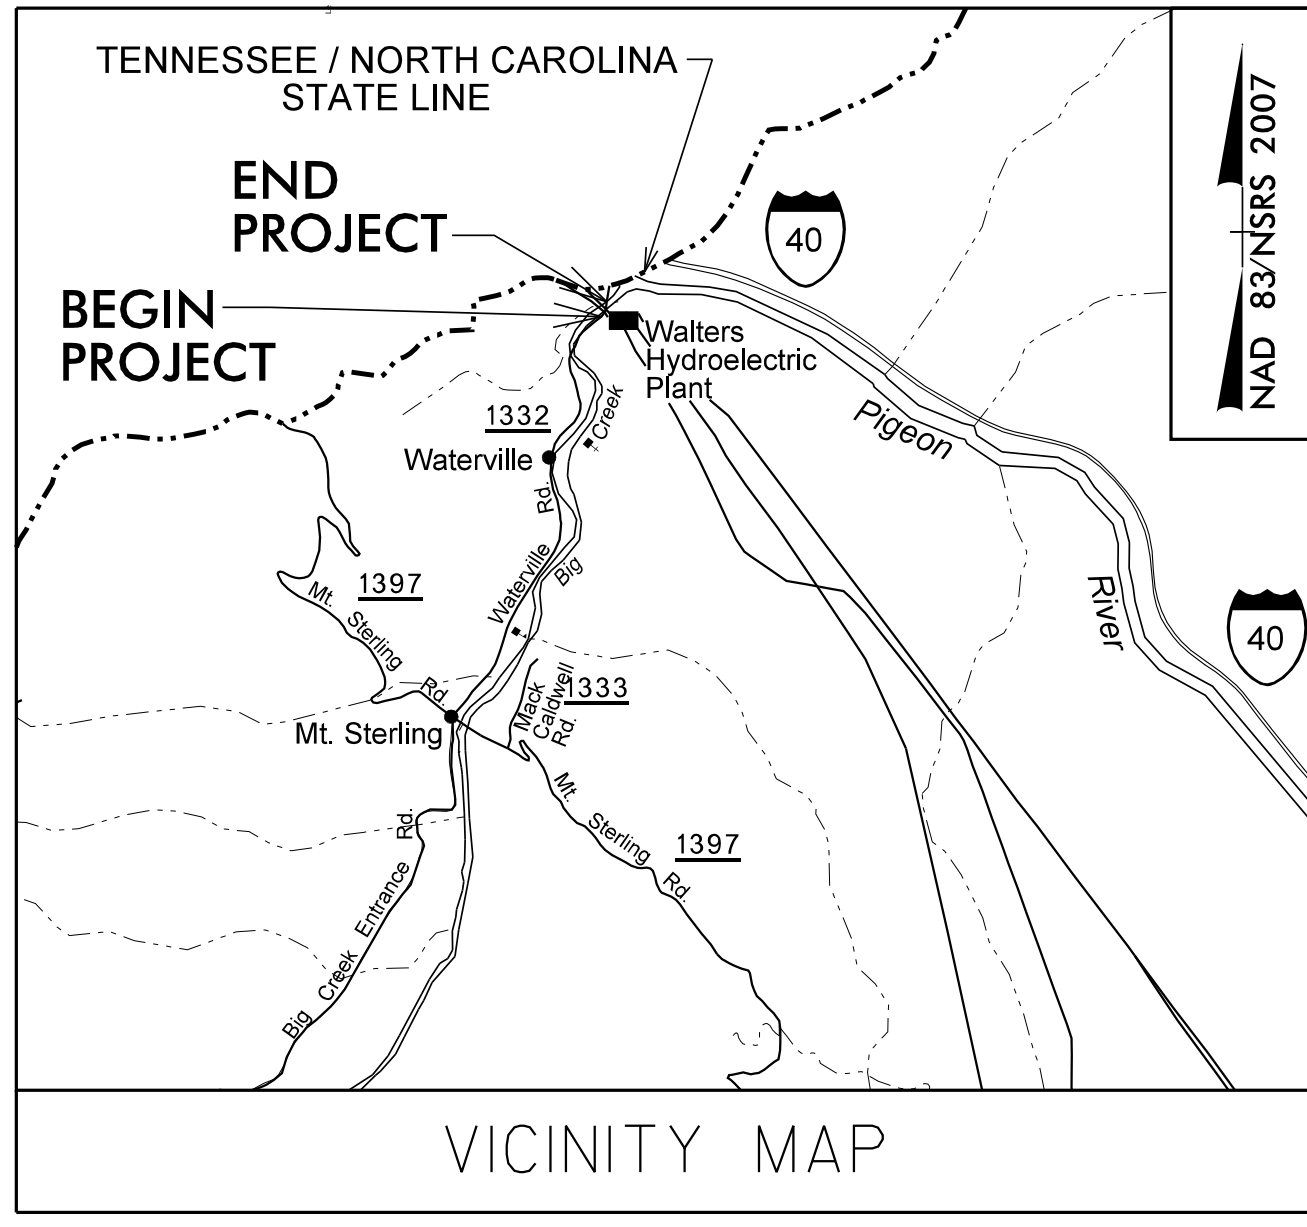 TENNESSEE / NORTH CAROLINA
STATE LINE
END
PROJECT
BEGIN
PROJECT
40
NAD 83/NSRS 2007
Walters
Hydroelectric
Plant
1332
Creek
Waterville
Rd.
Pigeon
River
40
1397
Waterville
Big
Mt. Sterling Rd.
1333
Mack
Caldwell
Rd.
Mt. Sterling
Mt. Sterling Rd.
1397
Big Creek Entrance Rd.
VICINITY MAP